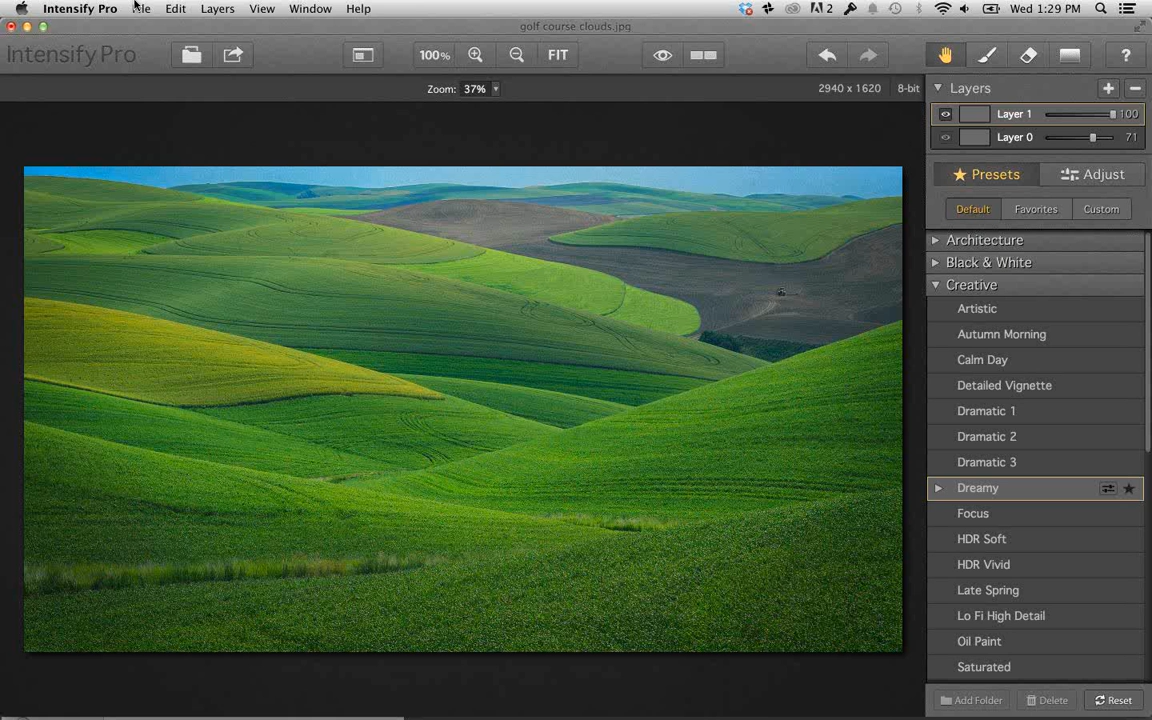 Intensify Pro File Edit Layers View Window Help 2 Wed 1:29 PM
golf course clouds.jpg
Intensify Pro 100% FIT ?
Zoom: 37% 2940 x 1620 8-bit
Layers
Layer 1 100
Layer 0 71
Presets Adjust
Default Favorites Custom
Architecture
Black & White
Creative
Artistic
Autumn Morning
Calm Day
Detailed Vignette
Dramatic 1
Dramatic 2
Dramatic 3
Dreamy
Focus
HDR Soft
HDR Vivid
Late Spring
Lo Fi High Detail
Oil Paint
Saturated
Add Folder Delete Reset